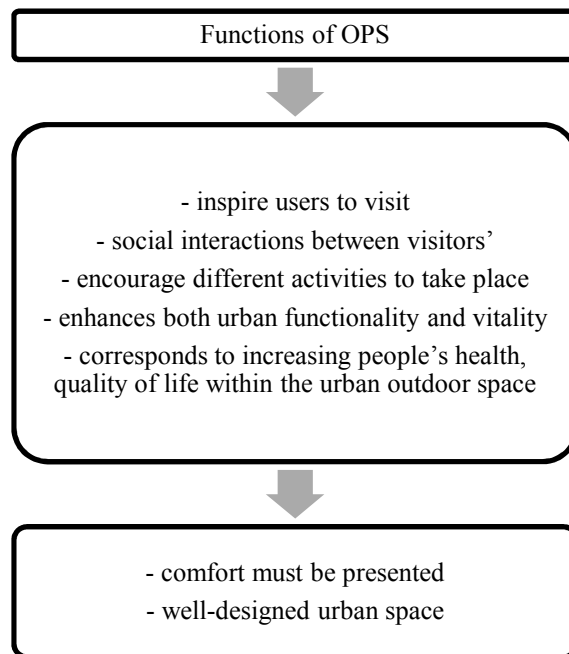 Functions of OPS
- inspire users to visit
- social interactions between visitors’
- encourage different activities to take place
- enhances both urban functionality and vitality
- corresponds to increasing people’s health,
quality of life within the urban outdoor space
- comfort must be presented
- well-designed urban space